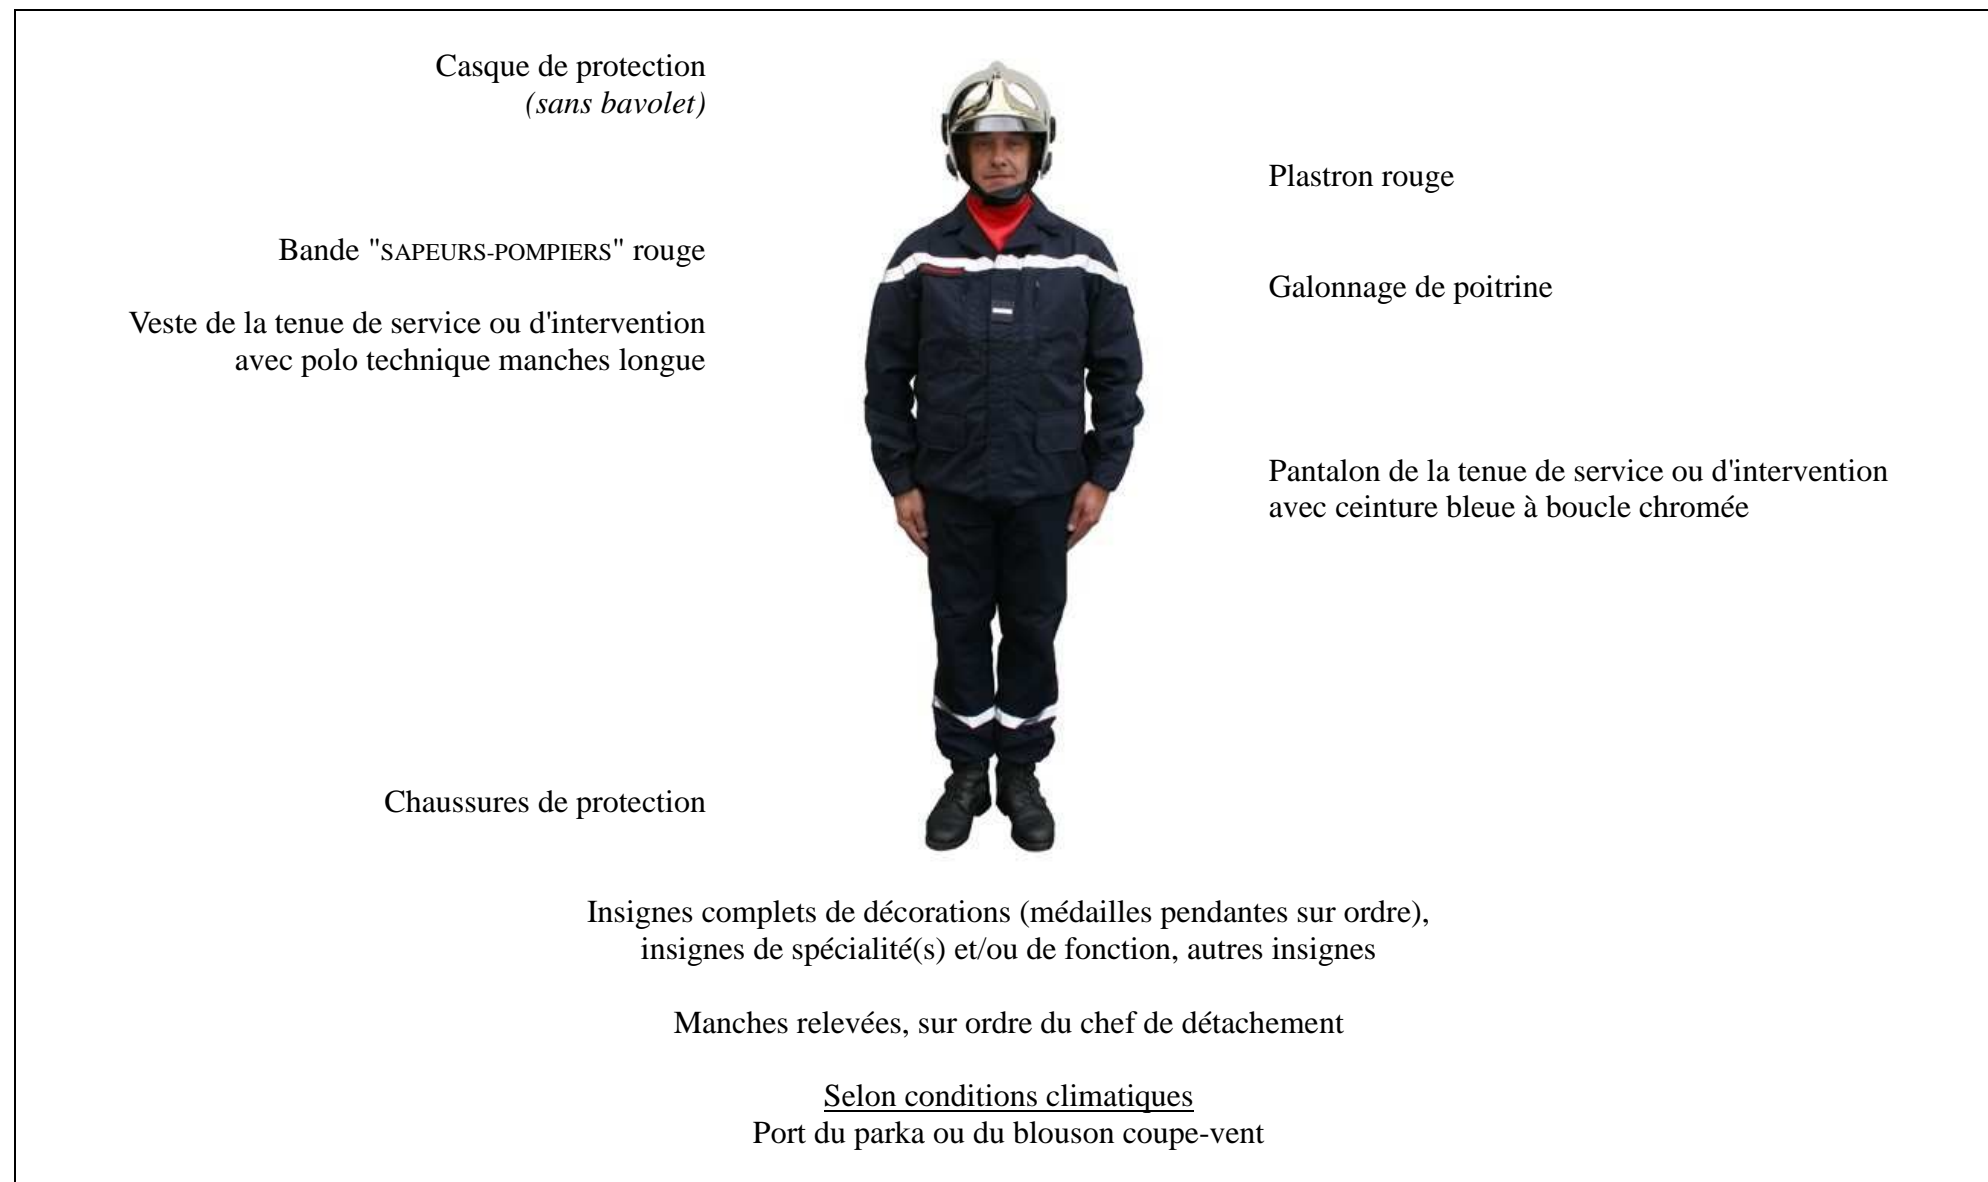 Casque de protection
(sans bavolet)
Plastron rouge
Bande "SAPEURS-POMPIERS" rouge
Galonnage de poitrine
Veste de la tenue de service ou d'intervention
avec polo technique manches longue
Pantalon de la tenue de service ou d'intervention
avec ceinture bleue à boucle chromée
Chaussures de protection
Insignes complets de décorations (médailles pendantes sur ordre),
insignes de spécialité(s) et/ou de fonction, autres insignes
Manches relevées, sur ordre du chef de détachement
Selon conditions climatiques
Port du parka ou du blouson coupe-vent